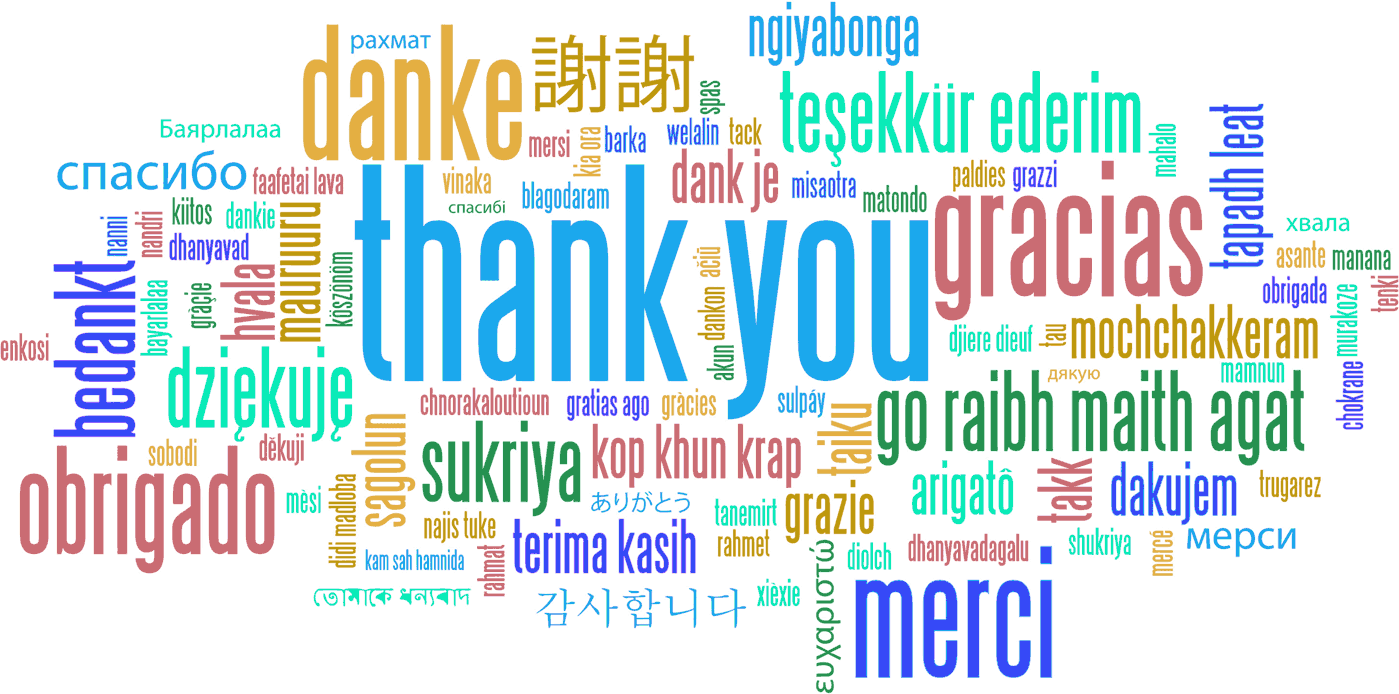 ngiyabonga
danke
рахмат
謝謝
spas
teşekkür ederim
tapadh leat
Баярлалаа
mersi
kia ora
barka
welalin
tack
mahalo
спасибо
faafetai lava
vinaka
dank je
misaotra
paldies
grazzi
gracias
thank you
спасибі
blagodaram
matondo
kiitos
dankie
mauruuru
nanni
nandri
dhanyavad
хвала
bedankt
hvala
köszönöm
ačiū
asante
manana
bayarlalaa
gràçie
dankon
obrigada
murakoze
tenki
enkosi
akun
djiere dieuf
tau
mochchakkeram
dziękuję
дякую
mamnun
chokrane
chnorakaloutioun
gratias ago
gràcies
sulpáy
taiku
go raibh maith agat
sobodi
děkuji
sagolun
sukriya
kop khun krap
obrigado
mèsi
didi madloba
ありがとう
arigatô
takk
dakujem
trugarez
najis tuke
tanemirt
grazie
terima kasih
rahmet
kam sah hamnida
rahmat
diolch
dhanyavadagalu
shukriya
mercé
мерси
তোমাকে ধন্যবাদ
감사합니다
xièxie
ευχαριστώ
merci